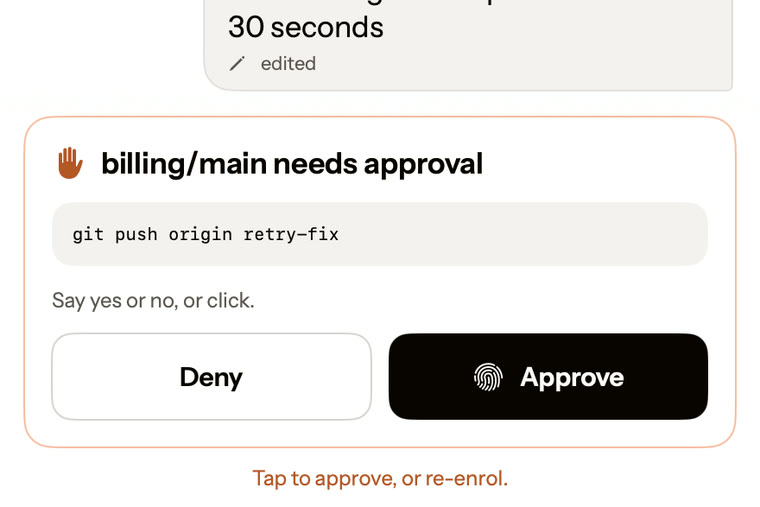 30 seconds
edited
billing/main needs approval
git push origin retry-fix
Say yes or no, or click.
Deny
Approve
Tap to approve, or re-enrol.